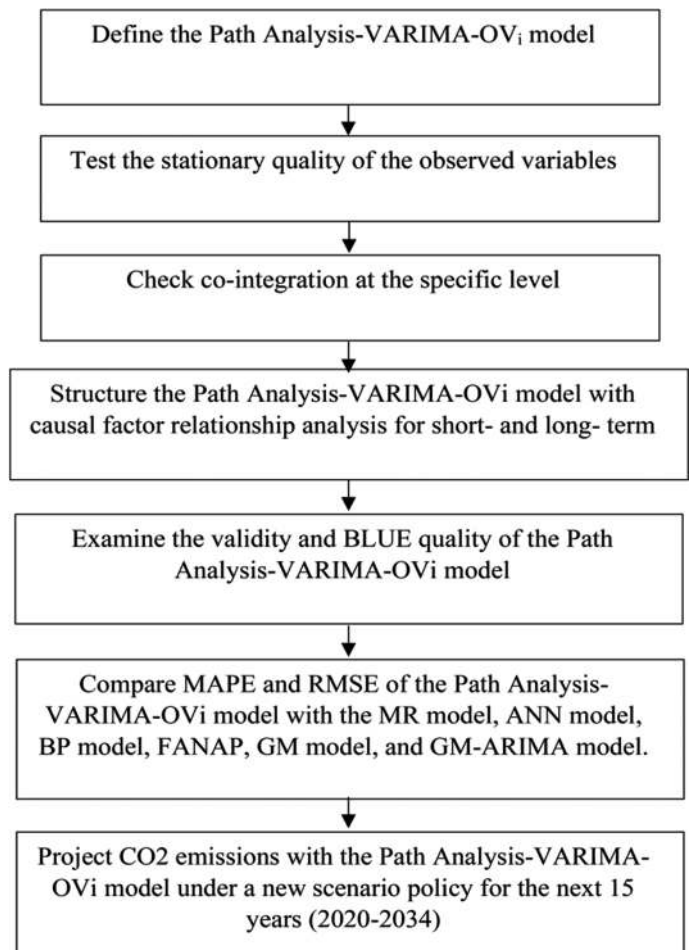 Define the Path Analysis-VARIMA-OVᵢ model
Test the stationary quality of the observed variables
Check co-integration at the specific level
Structure the Path Analysis-VARIMA-OVi model with
causal factor relationship analysis for short- and long- term
Examine the validity and BLUE quality of the Path
Analysis-VARIMA-OVi model
Compare MAPE and RMSE of the Path Analysis-
VARIMA-OVi model with the MR model, ANN model,
BP model, FANAP, GM model, and GM-ARIMA model.
Project CO2 emissions with the Path Analysis-VARIMA-
OVi model under a new scenario policy for the next 15
years (2020-2034)